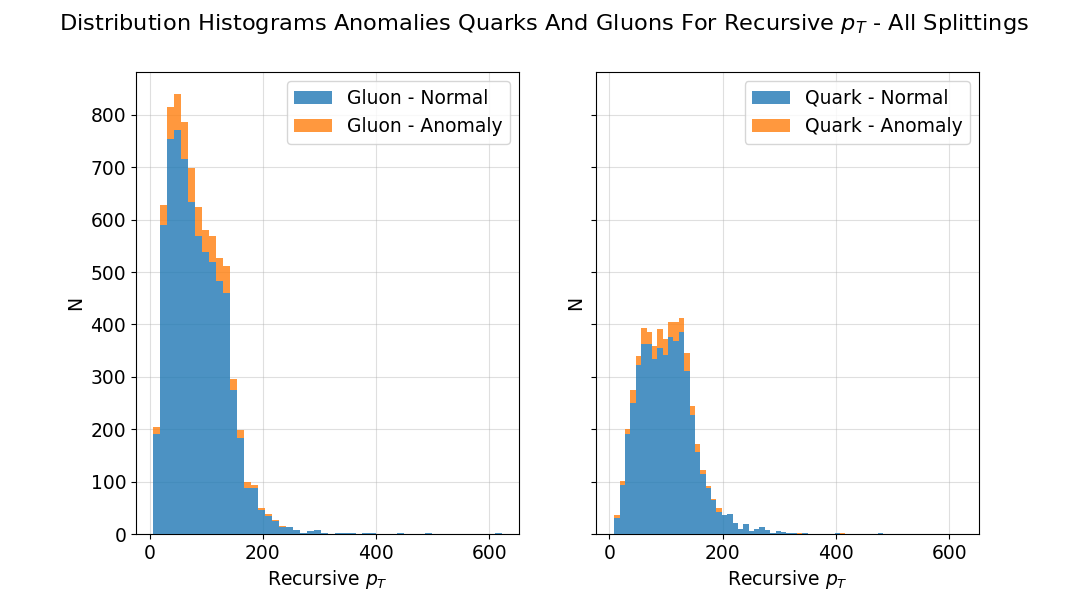 Distribution Histograms Anomalies Quarks And Gluons For Recursive p_T - All Splittings
Gluon - Normal
Gluon - Anomaly
N
800
700
600
500
400
300
200
100
0
0 200 400 600
Recursive p_T
Quark - Normal
Quark - Anomaly
N
0 200 400 600
Recursive p_T